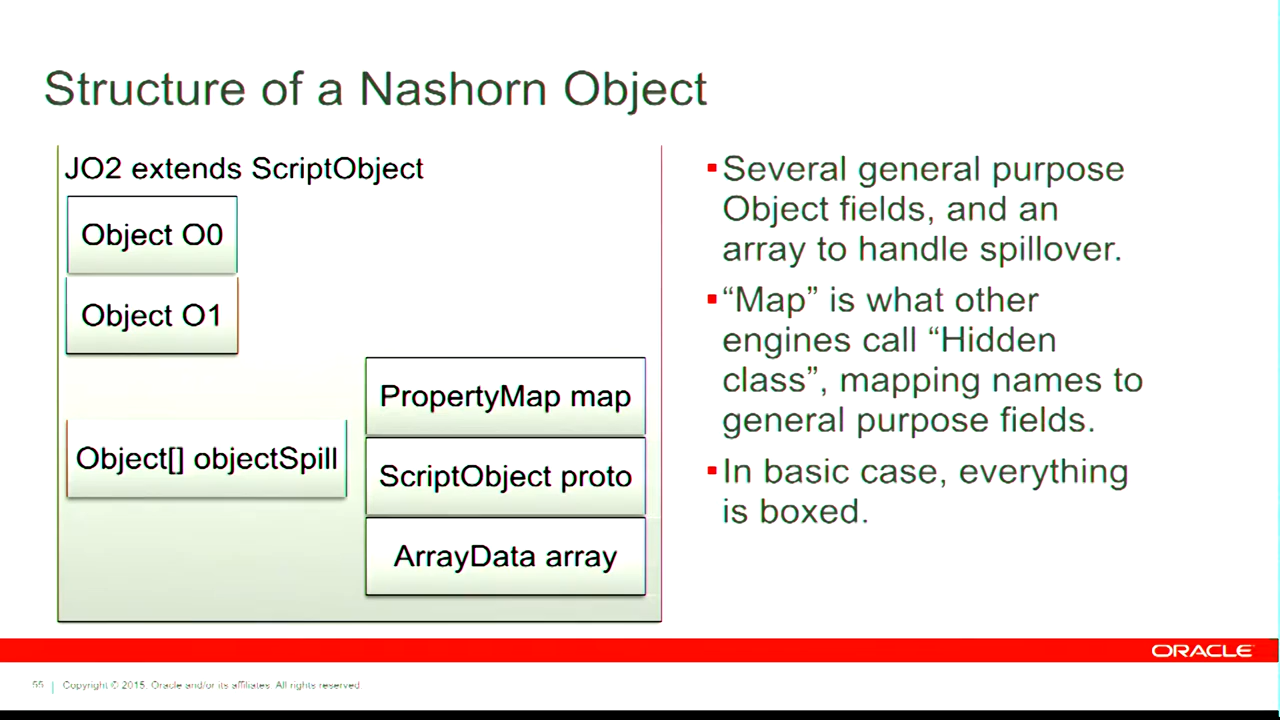 Structure of a Nashorn Object
JO2 extends ScriptObject
Object O0
Object O1
Object[] objectSpill
PropertyMap map
ScriptObject proto
ArrayData array
▪Several general purpose
Object fields, and an
array to handle spillover.
▪“Map” is what other
engines call “Hidden
class”, mapping names to
general purpose fields.
▪In basic case, everything
is boxed.
ORACLE
Copyright © 2015, Oracle and/or its affiliates. All rights reserved.